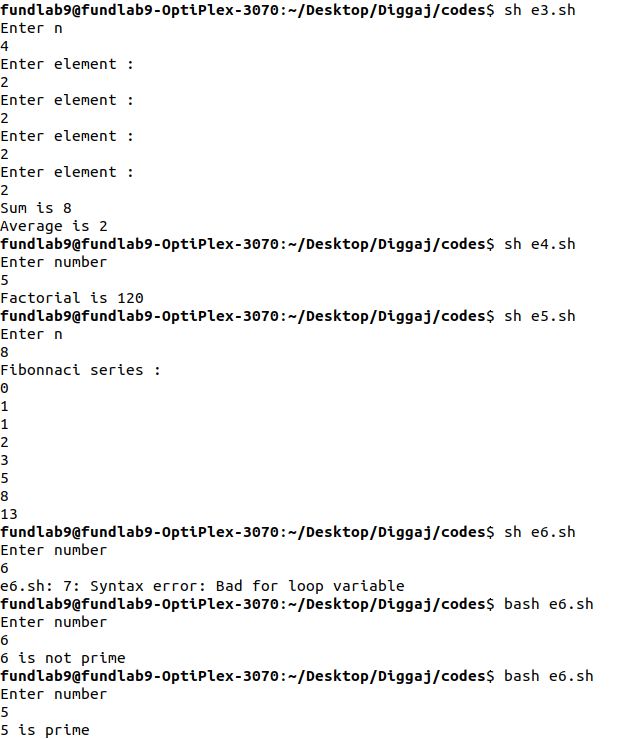 fundlab9@fundlab9-OptiPlex-3070:~/Desktop/Diggaj/codes$ sh e3.sh
Enter n
4
Enter element :
2
Enter element :
2
Enter element :
2
Enter element :
2
Sum is 8
Average is 2
fundlab9@fundlab9-OptiPlex-3070:~/Desktop/Diggaj/codes$ sh e4.sh
Enter number
5
Factorial is 120
fundlab9@fundlab9-OptiPlex-3070:~/Desktop/Diggaj/codes$ sh e5.sh
Enter n
8
Fibonnaci series :
0
1
1
2
3
5
8
13
fundlab9@fundlab9-OptiPlex-3070:~/Desktop/Diggaj/codes$ sh e6.sh
Enter number
6
e6.sh: 7: Syntax error: Bad for loop variable
fundlab9@fundlab9-OptiPlex-3070:~/Desktop/Diggaj/codes$ bash e6.sh
Enter number
6
6 is not prime
fundlab9@fundlab9-OptiPlex-3070:~/Desktop/Diggaj/codes$ bash e6.sh
Enter number
5
5 is prime